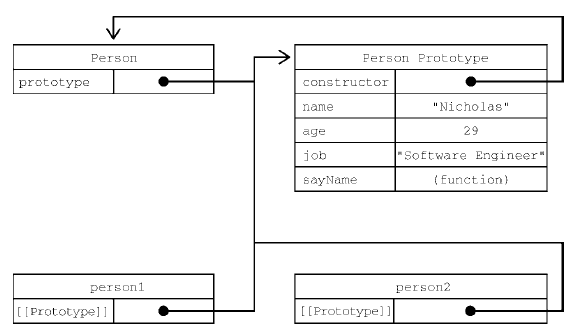 Person
prototype
Person Prototype
constructor
name "Nicholas"
age 29
job "Software Engineer"
sayName (function)
person1
[[Prototype]]
person2
[[Prototype]]